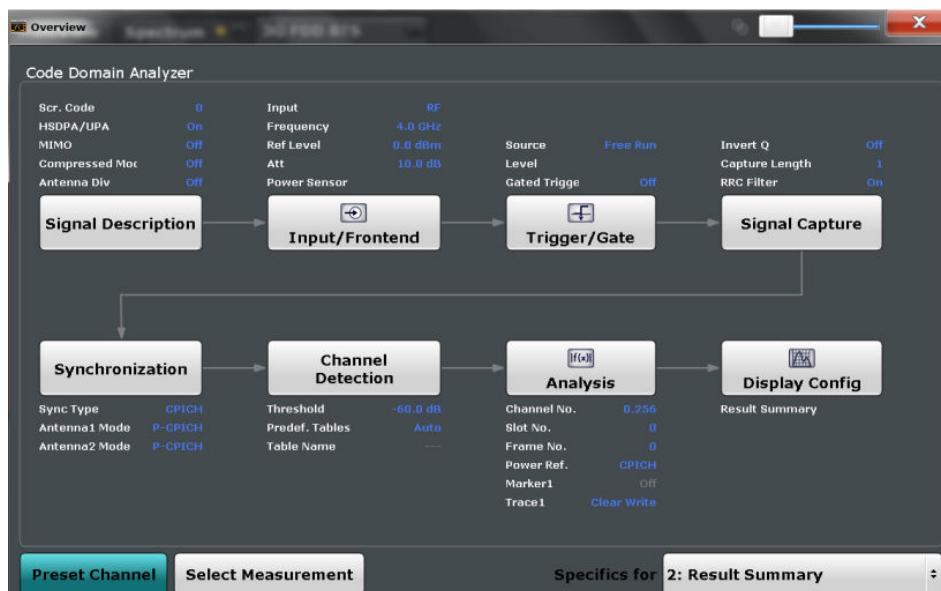 Overview
Spectrum
3G FDD BTS
X
Code Domain Analyzer
Scr. Code 0
HSDPA/UPA On
MIMO Off
Compressed Moc Off
Antenna Div Off
Input RF
Frequency 4.0 GHz
Ref Level 0.0 dBm
Att 10.0 dB
Power Sensor
Source Free Run
Level
Gated Trigge Off
Invert Q Off
Capture Length 1
RRC Filter On
Signal Description
Input/Frontend
Trigger/Gate
Signal Capture
Synchronization
Channel
Detection
|f(x)|
Analysis
Display Config
Sync Type CPICH
Antenna1 Mode P-CPICH
Antenna2 Mode P-CPICH
Threshold -60.0 dB
Predef. Tables Auto
Table Name ---
Channel No. 0.256
Slot No. 0
Frame No. 0
Power Ref. CPICH
Marker1 Off
Trace1 Clear Write
Result Summary
Preset Channel
Select Measurement
Specifics for 2: Result Summary